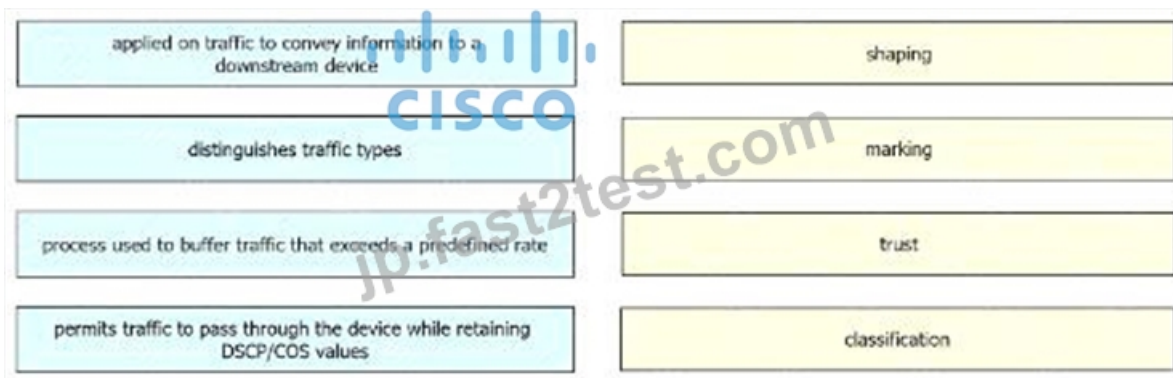 applied on traffic to convey information to a
downstream device
shaping
CISCO
distinguishes traffic types
marking
process used to buffer traffic that exceeds a predefined rate
trust
permits traffic to pass through the device while retaining
DSCP/COS values
classification
jp.fast2test.com